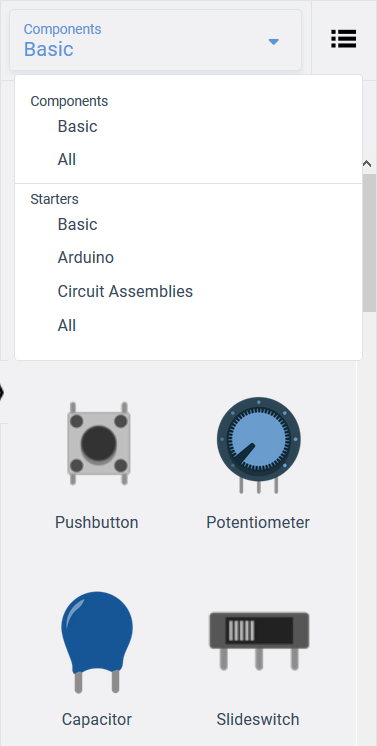 Components
Basic
Components
Basic
All
Starters
Basic
Arduino
Circuit Assemblies
All
Pushbutton
Potentiometer
Capacitor
Slideswitch